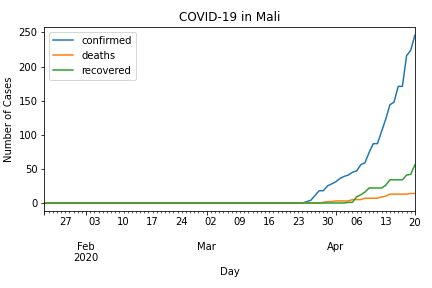 COVID-19 in Mali
confirmed
deaths
recovered
Number of Cases
250
200
150
100
50
0
27 03 10 17 24 02 09 16 23 30 06 13 20
Feb Mar Apr
2020
Day